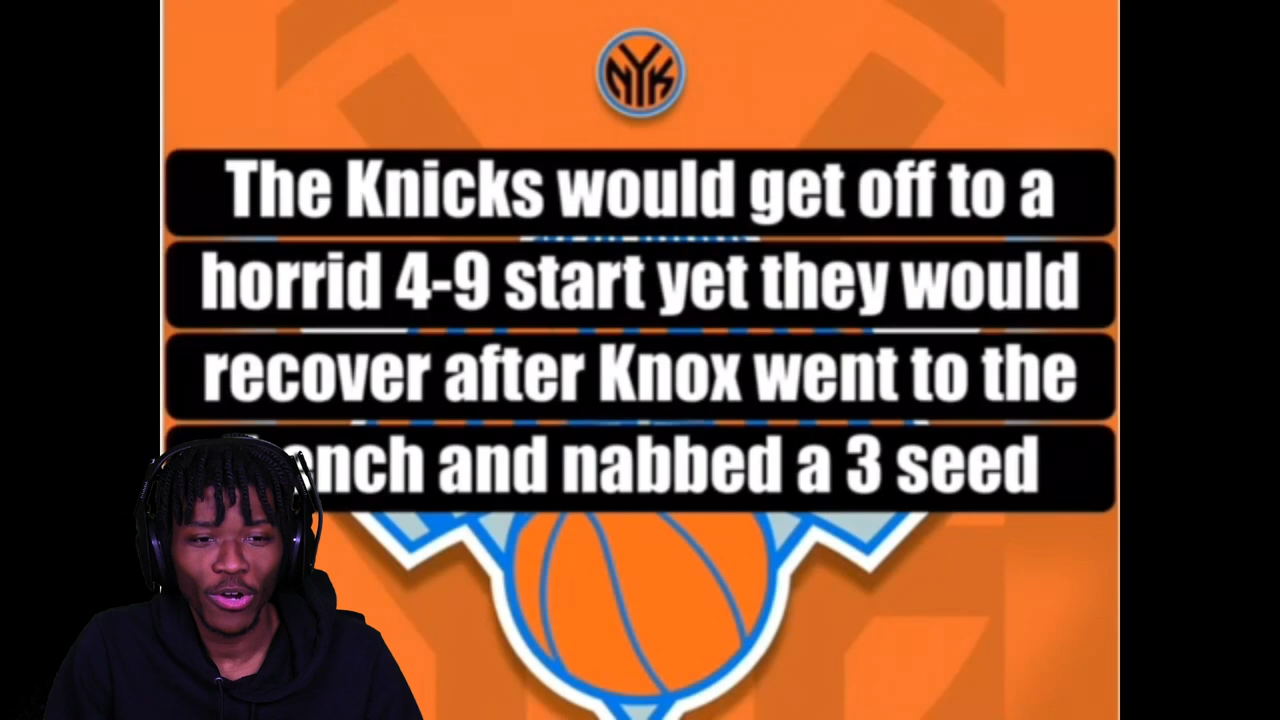 NYK
The Knicks would get off to a
horrid 4-9 start yet they would
recover after Knox went to the
and nabbed a 3 seed